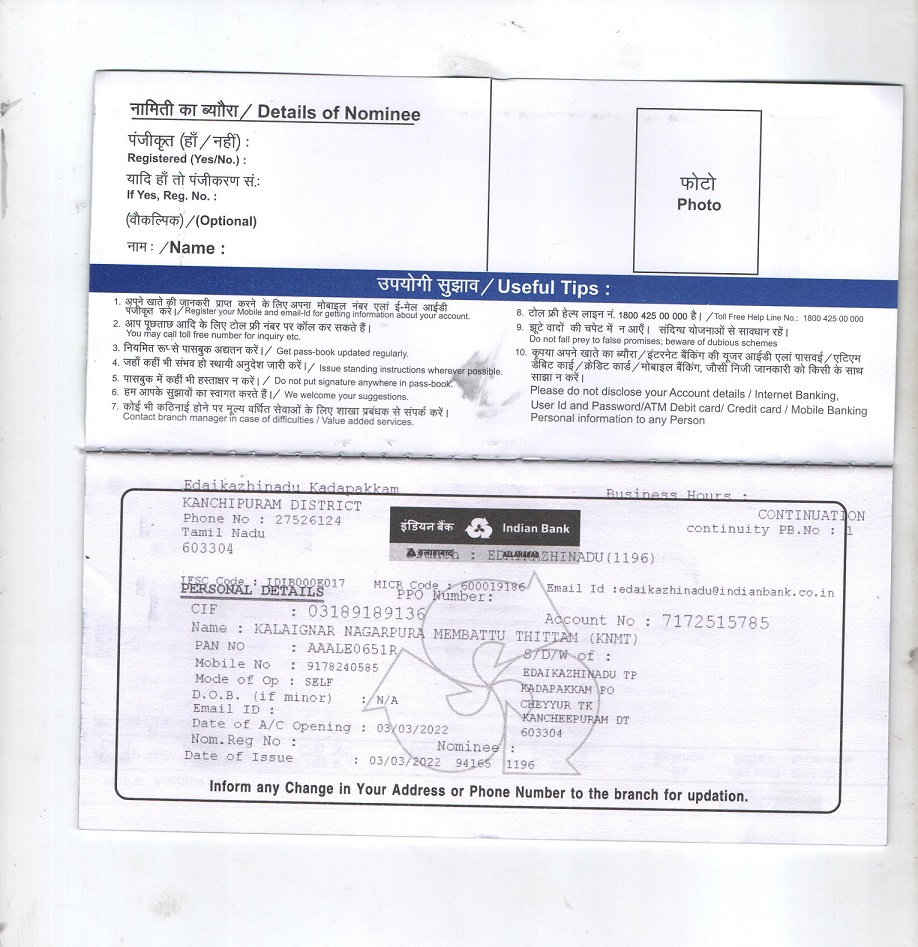 नामिती का ब्यौरा / Details of Nominee
पंजीकृत (हाँ / नहीं) :
Registered (Yes/No.) :
यादि हाँ तो पंजीकरण सं.:
If Yes, Reg. No. :
(वौकल्पिक) / (Optional)
नाम : / Name :
फोटो
Photo
उपयोगी सुझाव / Useful Tips :
1. अपुने खाते की ज़ानकरी प्राप्त करने के लिए अपना मोबाइल नंबर एलां ई-मेल आईडी
पंजीकृत करें। / Register your Mobile and email-Id for getting information about your account.
2. आप पूछताछ आदि के लिए टोल फ्री नंबर पर कॉल कर सकते हैं।
You may call toll free number for inquiry etc.
3. नियमित रूप से पासबुक अद्यतन करें। / Get pass-book updated regularly.
4. जहाँ कहीं भी संभव हो स्थायी अनुदेश जारी करें। / Issue standing instructions wherever possible.
5. पासबुक में कहीं भी हस्ताक्षर न करें। / Do not put signature anywhere in pass-book.
6. हम आपके सुझावों का स्वागत करते हैं। / We welcome your suggestions.
7. कोई भी कठिनाई होने पर मूल्य वर्धित सेवाओं के लिए शाखा प्रबंधक से संपर्क करें।
Contact branch manager in case of difficulties / Value added services.
8. टोल फ्री हेल्प लाइन नं. 1800 425 00 000 है। / Toll Free Help Line No.: 1800 425 00 000
9. झूटे वादों की चपेट में न आएँ। संदिग्ध योजनाओं से सावधान रहें।
Do not fall prey to false promises; beware of dubious schemes
10. कृपया अपने खाते का ब्यौरा / इंटरनेट बैंकिंग की यूजर आईडी एलां पासवर्ड / एटिएम
डेबिट कार्ड / क्रेडिट कार्ड / मोबाइल बैंकिंग, जौसी निजी जानकारी को किसी के साथ
साझा न करें।
Please do not disclose your Account details / Internet Banking,
User Id and Password/ATM Debit card/ Credit card / Mobile Banking
Personal information to any Person
Edaikazhinadu Kadapakkam
Business Hours :
KANCHIPURAM DISTRICT
CONTINUATION
Phone No : 27526124
continuity PB.No : 1
Tamil Nadu
603304
इंडियन बैंक Indian Bank
इलाहाबाद ALLAHABAD
Branch : EDAIKAZHINADU(1196)
IFSC Code : IDIB000E017 MICR Code : 600019186 Email Id :edaikazhinadu@indianbank.co.in
PERSONAL DETAILS PPO Number:
CIF : 03189189136 Account No : 7172515785
Name : KALAIGNAR NAGARPURA MEMBATTU THITTAM (KNMT)
PAN NO : AAALE0651R S/D/W of :
Mobile No : 9178240585 EDAIKAZHINADU TP
Mode of Op : SELF KADAPAKKAM PO
D.O.B. (if minor) : N/A CHEYYUR TK
Email ID : KANCHEEPURAM DT
Date of A/C Opening : 03/03/2022 603304
Nom.Reg No : Nominee :
Date of Issue : 03/03/2022 94165 1196
Inform any Change in Your Address or Phone Number to the branch for updation.